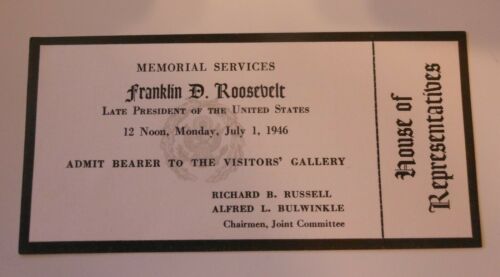 MEMORIAL SERVICES
Franklin D. Roosevelt
LATE PRESIDENT OF THE UNITED STATES
12 NOON, MONDAY, JULY 1, 1946
ADMIT BEARER TO THE VISITORS' GALLERY
RICHARD B. RUSSELL
ALFRED L. BULWINKLE
Chairmen, Joint Committee
House of
Representatives